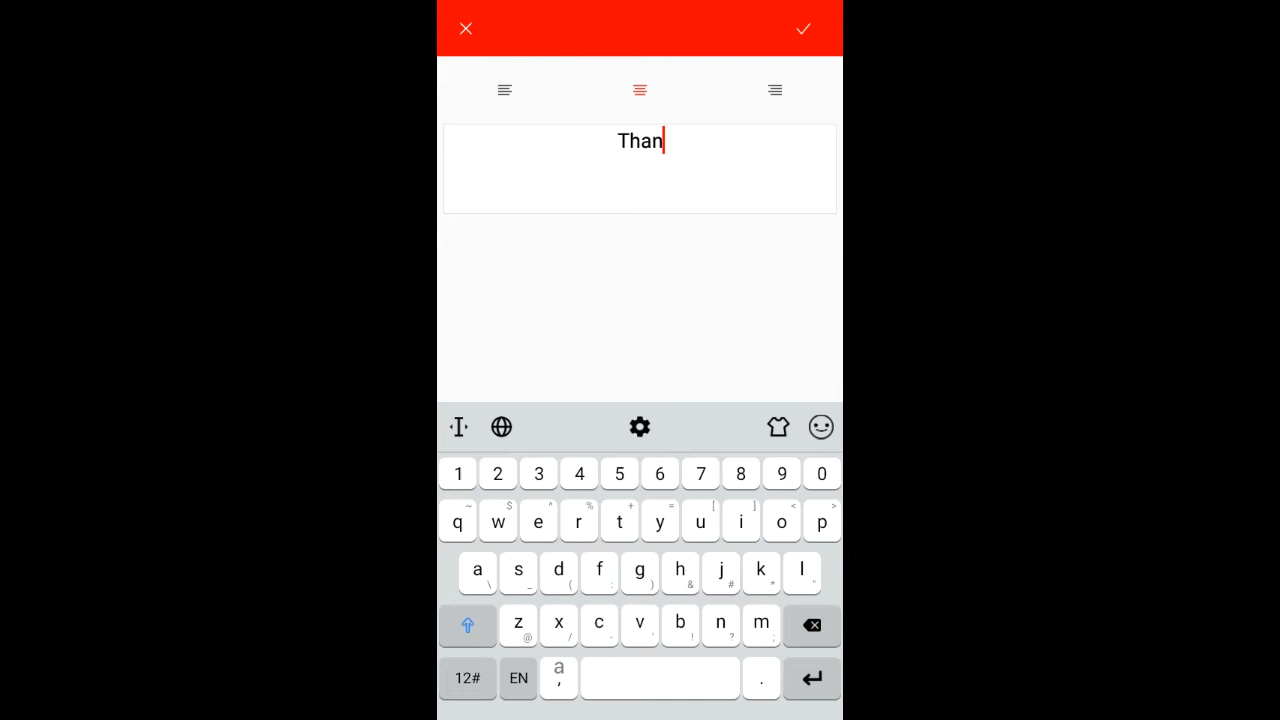 Than
1 2 3 4 5 6 7 8 9 0
~ $ ^ % + = [ ] < >
q w e r t y u i o p
a s d f g h j k l
\ _ ( : ) & # * "
z x c v b n m
@ / - ' ! ? ;
12# EN a , .